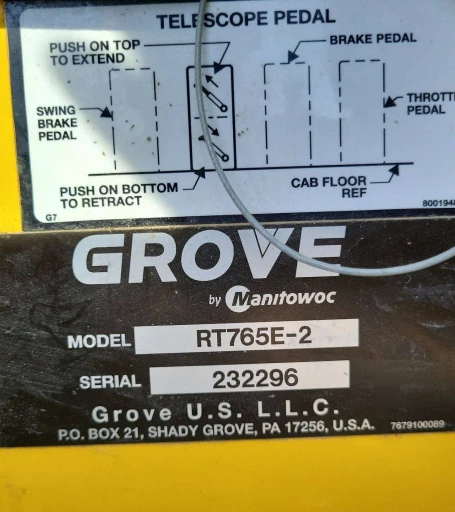 TELESCOPE PEDAL
PUSH ON TOP
TO EXTEND
BRAKE PEDAL
SWING
BRAKE
PEDAL
PEDAL
PUSH ON BOTTOM
TO RETRACT
CAB FLOOR
REF
G7
GROVE
by Manitowoc
MODEL RT765E-2
SERIAL 232296
Grove U.S. L.L.C.
P.O. BOX 21, SHADY GROVE, PA 17256, U.S.A. 7679100089